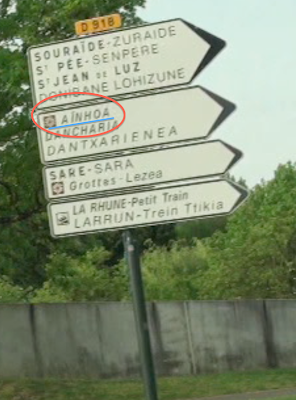 D 918
SOURAÏDE-ZURAIDE
ST PÉE-SENPERE
ST JEAN DE LUZ
DONIBANE LOHIZUNE
AÏNHOA
DANCHARIA
DANTXARIENEA
SARE-SARA
Grottes-Lezea
LA RHUNE-Petit Train
LARRUN-Tren Ttikia